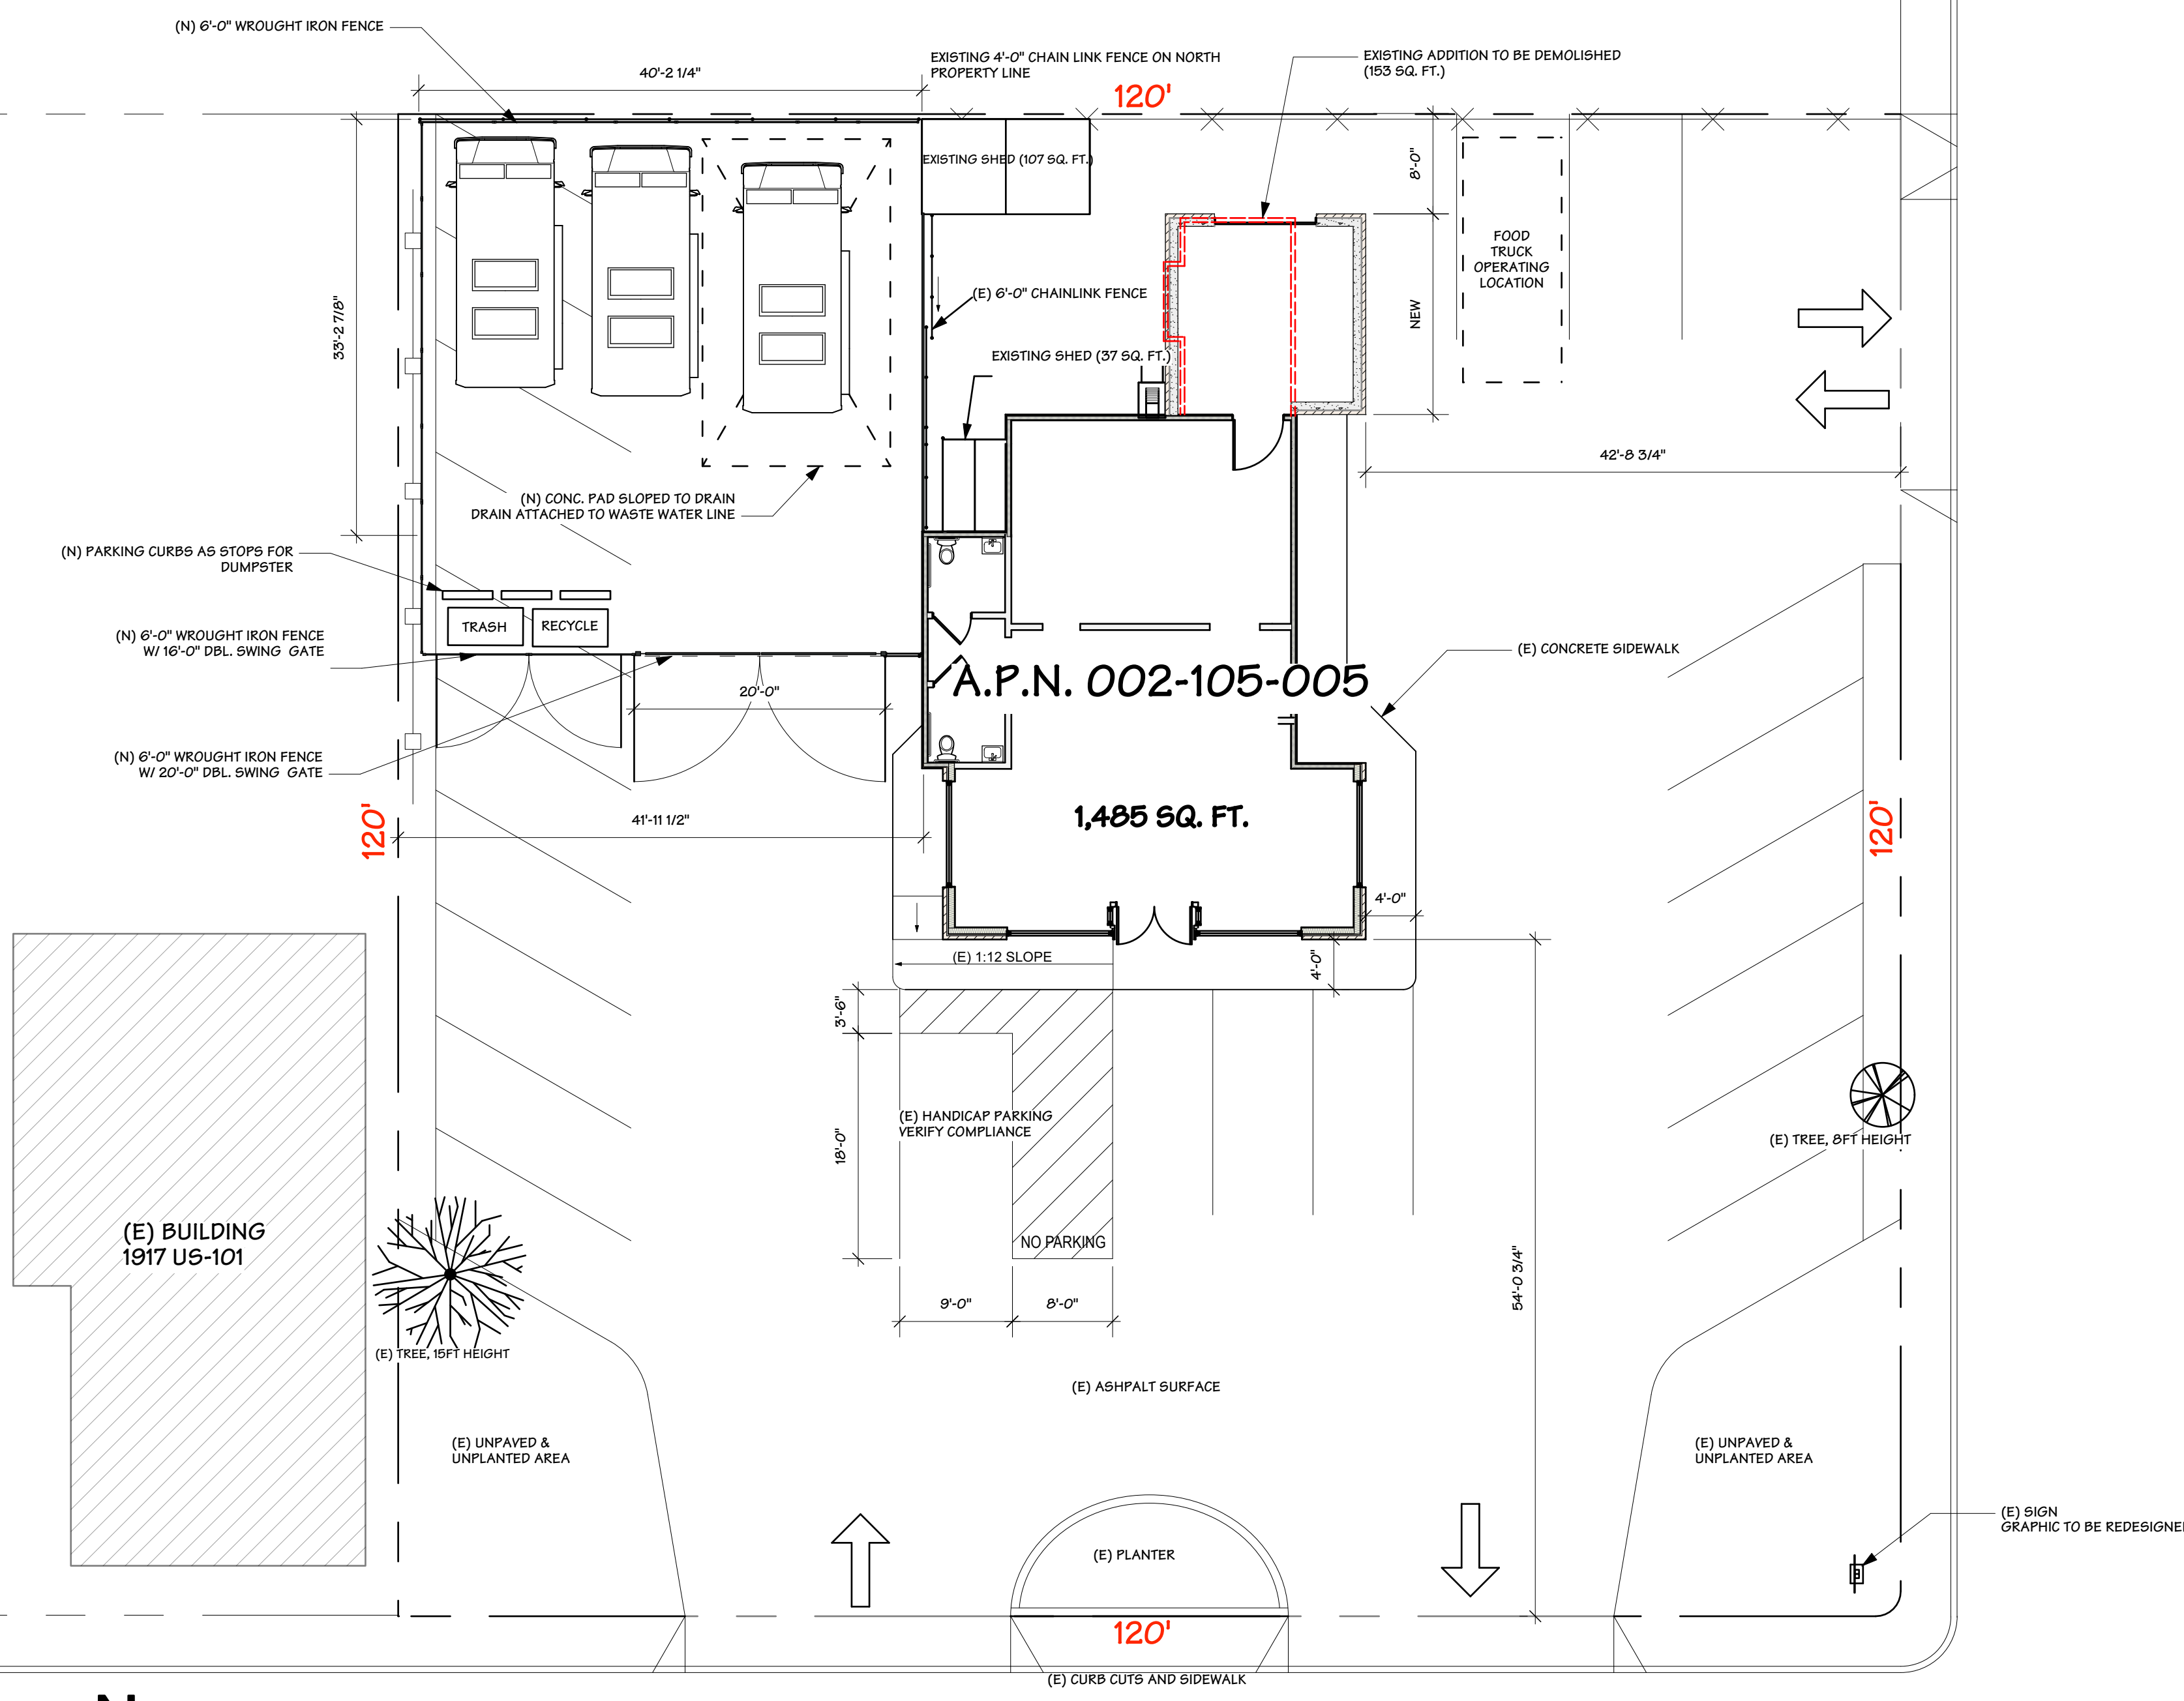 (N) 6'-0" WROUGHT IRON FENCE
40'-2 1/4"
EXISTING 4'-0" CHAIN LINK FENCE ON NORTH
PROPERTY LINE
120'
EXISTING ADDITION TO BE DEMOLISHED
(153 SQ. FT.)
EXISTING SHED (107 SQ. FT.)
8'-0"
FOOD
TRUCK
OPERATING
LOCATION
(E) 6'-0" CHAINLINK FENCE
NEW
33'-2 7/8"
EXISTING SHED (37 SQ. FT.)
42'-8 3/4"
(N) CONC. PAD SLOPED TO DRAIN
DRAIN ATTACHED TO WASTE WATER LINE
(N) PARKING CURBS AS STOPS FOR
DUMPSTER
TRASH
RECYCLE
(N) 6'-0" WROUGHT IRON FENCE
W/ 16'-0" DBL. SWING GATE
(E) CONCRETE SIDEWALK
A.P.N. 002-105-005
20'-0"
(N) 6'-0" WROUGHT IRON FENCE
W/ 20'-0" DBL. SWING GATE
41'-11 1/2"
1,485 SQ. FT.
120'
120'
4'-0"
(E) 1:12 SLOPE
4'-0"
3'-6"
(E) HANDICAP PARKING
VERIFY COMPLIANCE
18'-0"
(E) TREE, 8FT HEIGHT
(E) BUILDING
1917 US-101
NO PARKING
54'-0 3/4"
9'-0"
8'-0"
(E) TREE, 15FT HEIGHT
(E) ASHPALT SURFACE
(E) UNPAVED &
UNPLANTED AREA
(E) UNPAVED &
UNPLANTED AREA
(E) SIGN
GRAPHIC TO BE REDESIGNE
(E) PLANTER
120'
(E) CURB CUTS AND SIDEWALK
N